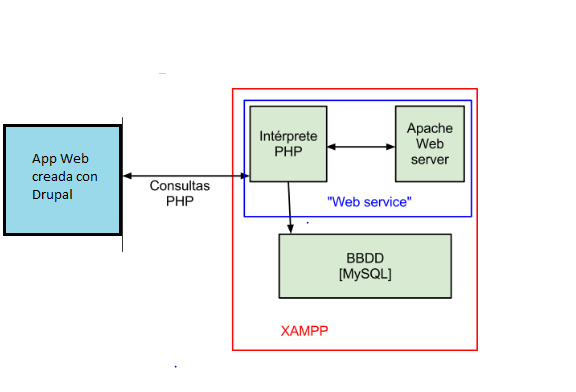 App Web
creada con
Drupal
Consultas
PHP
Intérprete
PHP
Apache
Web
server
"Web service"
BBDD
[MySQL]
XAMPP